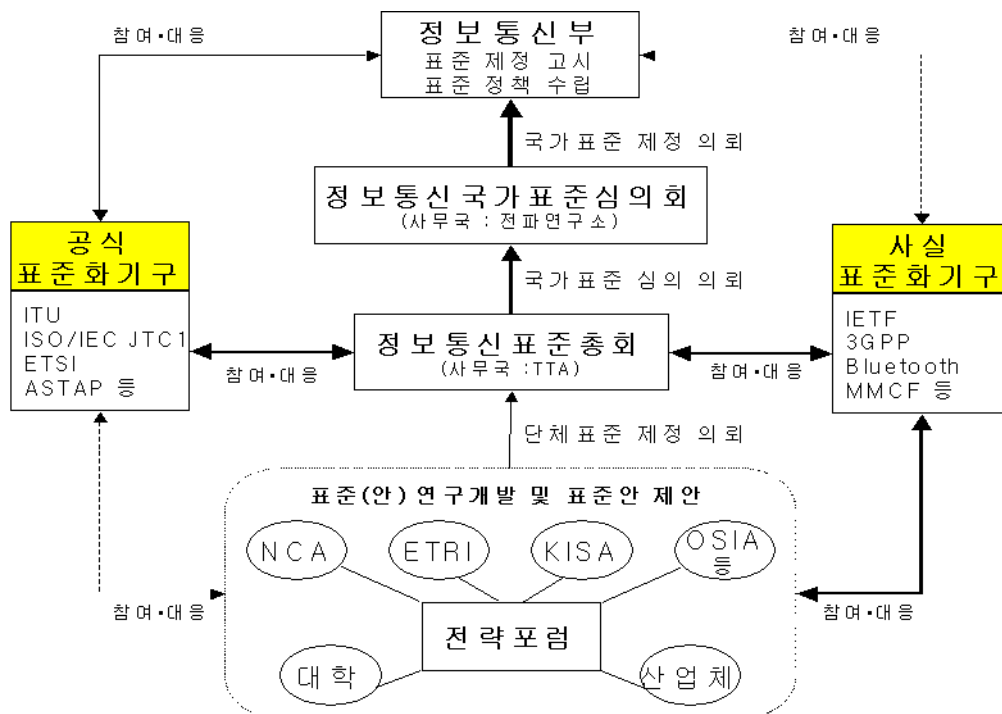 참여·대응
정보통신부
표준 제정 고시
표준 정책 수립
참여·대응
국가표준 제정 의뢰
정보통신국가표준심의회
(사무국 : 전파연구소)
공식
표준화기구
ITU
ISO/IEC JTC1
ETSI
ASTAP 등
국가표준 심의 의뢰
사실
표준화기구
IETF
3GPP
Bluetooth
MMCF 등
정보통신표준총회
(사무국 :TTA)
참여·대응
참여·대응
단체표준 제정 의뢰
표준(안) 연구개발 및 표준안 제안
NCA
ETRI
KISA
OSIA
등
참여·대응
전략포럼
참여·대응
대학
산업체